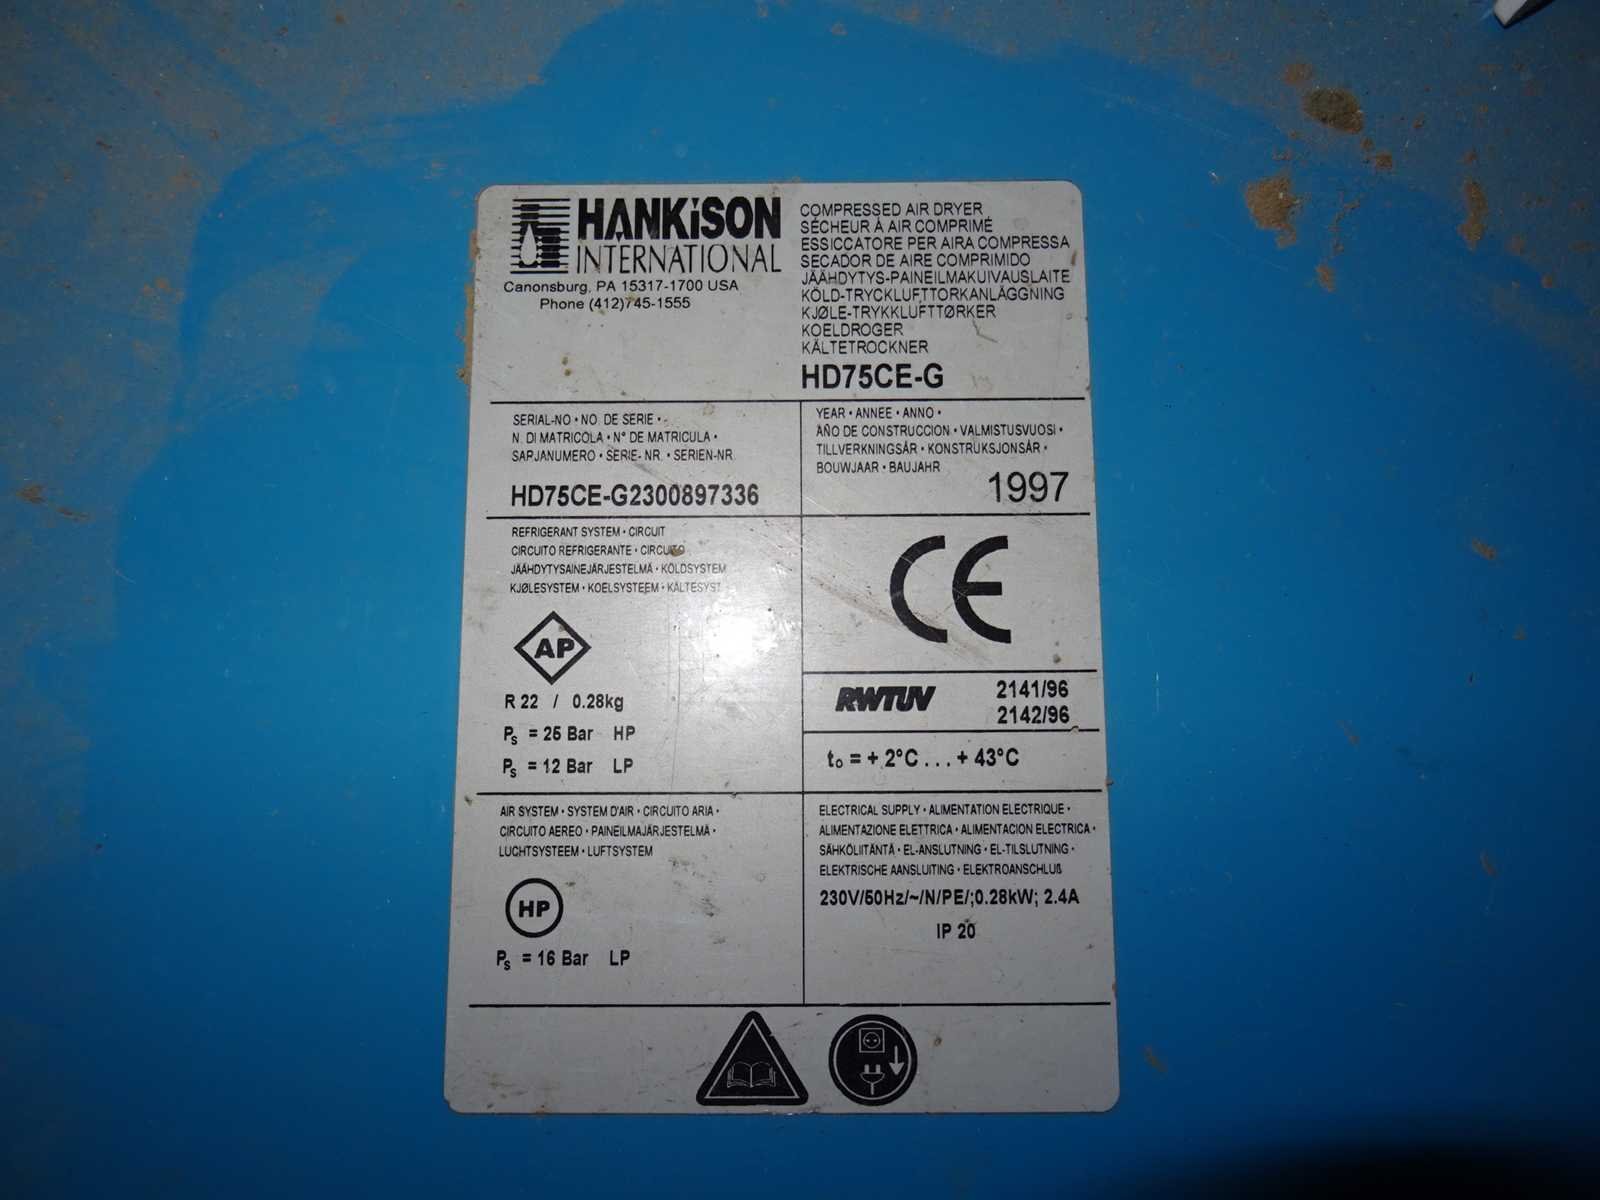 HANKiSON
INTERNATIONAL
Canonsburg, PA 15317-1700 USA
Phone (412)745-1555
COMPRESSED AIR DRYER
SÉCHEUR À AIR COMPRIMÉ
ESSICCATORE PER AIRA COMPRESSA
SECADOR DE AIRE COMPRIMIDO
JÄÄHDYTYS-PAINEILMAKUIVAUSLAITE
KÖLD-TRYCKLUFTTORKANLÄGGNING
KJØLE-TRYKKLUFTTØRKER
KOELDROGER
KÄLTETROCKNER
HD75CE-G
SERIAL-NO • NO. DE SERIE •
N. DI MATRICOLA • N° DE MATRICULA •
SARJANUMERO • SERIE- NR. • SERIEN-NR.
HD75CE-G2300897336
YEAR • ANNEE • ANNO •
AÑO DE CONSTRUCCION • VALMISTUSVUOSI •
TILLVERKNINGSÅR • KONSTRUKSJONSÅR •
BOUWJAAR • BAUJAHR
1997
REFRIGERANT SYSTEM • CIRCUIT
CIRCUITO REFRIGERANTE • CIRCUITO
JÄÄHDYTYSAINEJÄRJESTELMÄ • KÖLDSYSTEM
KJØLESYSTEM • KOELSYSTEEM • KÄLTESYST.
AP
R 22 / 0.28kg
Ps = 25 Bar HP
Ps = 12 Bar LP
CE
RWTUV
2141/96
2142/96
to = + 2°C . . . + 43°C
AIR SYSTEM • SYSTEM D'AIR • CIRCUITO ARIA •
CIRCUITO AEREO • PAINEILMAJÄRJESTELMÄ •
LUCHTSYSTEEM • LUFTSYSTEM
HP
Ps = 16 Bar LP
ELECTRICAL SUPPLY • ALIMENTATION ELECTRIQUE •
ALIMENTAZIONE ELETTRICA • ALIMENTACION ELECTRICA •
SÄHKÖLIITÄNTÄ • EL-ANSLUTNING • EL-TILSLUTNING •
ELEKTRISCHE AANSLUITING • ELEKTROANSCHLUß
230V/50Hz/~/N/PE/;0.28kW; 2.4A
IP 20